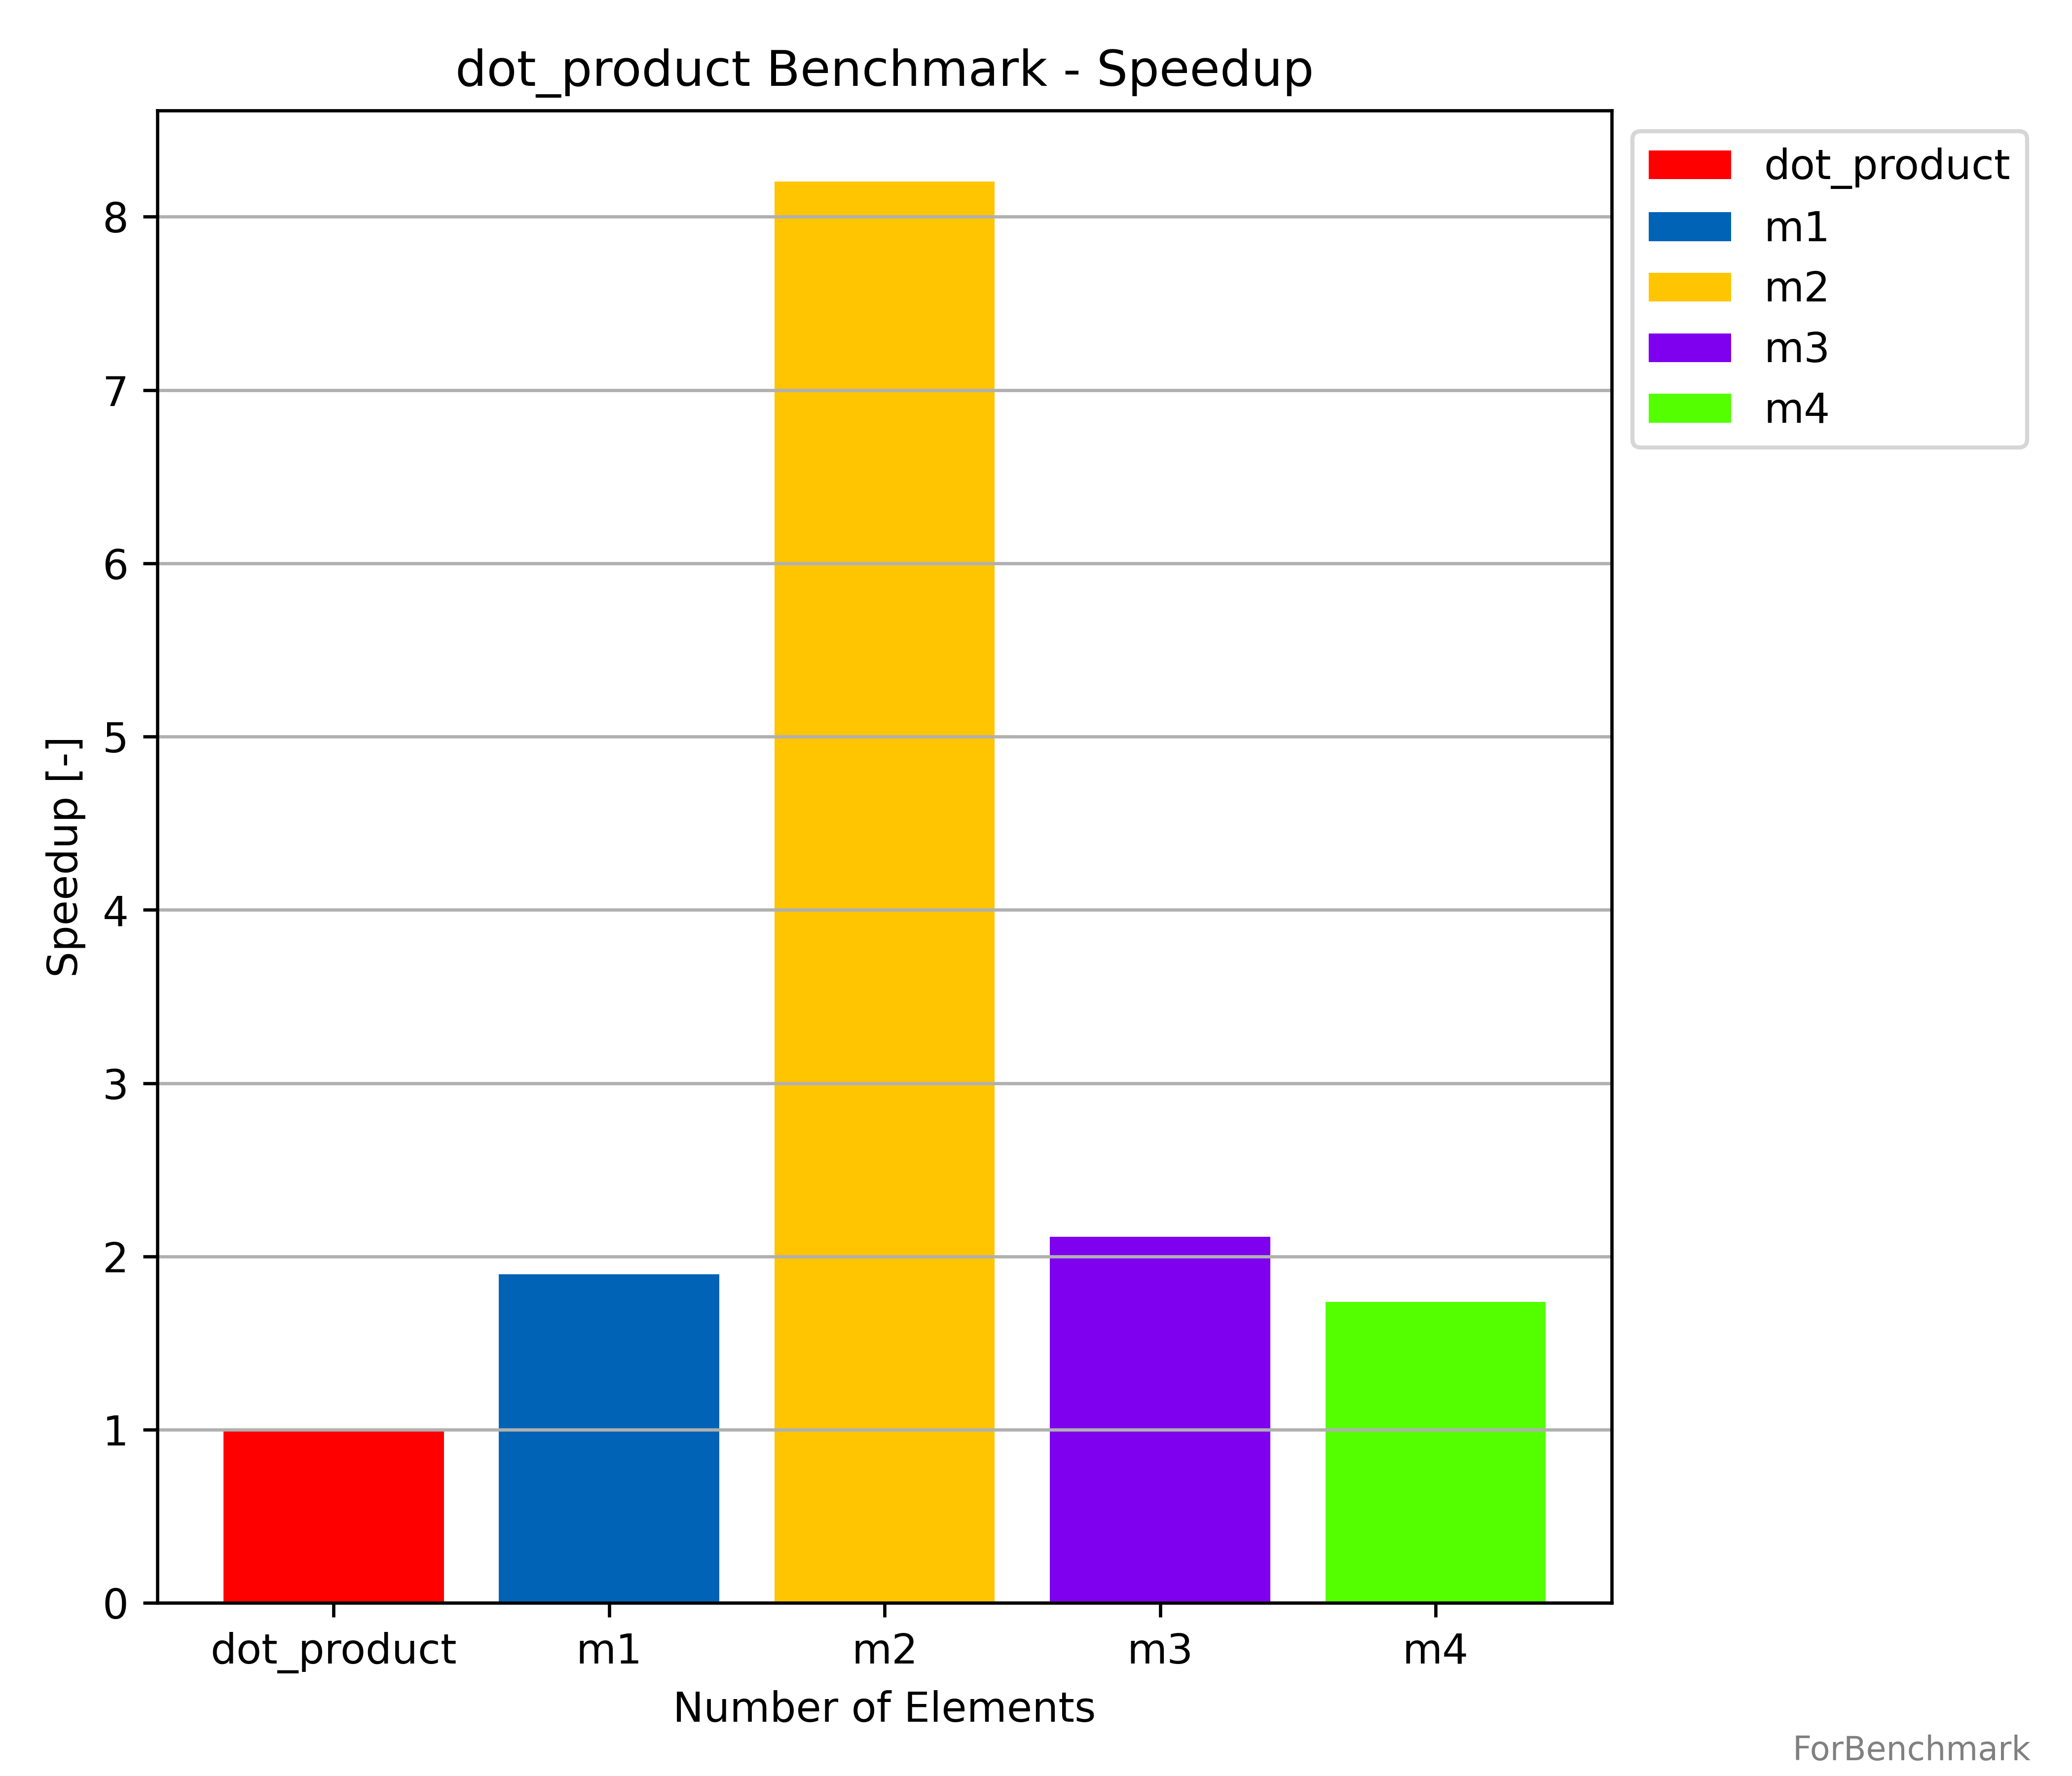 dot_product Benchmark - Speedup
dot_product
m1
m2
m3
m4
Speedup [-]
8
7
6
5
4
3
2
1
0
dot_product m1 m2 m3 m4
Number of Elements
ForBenchmark